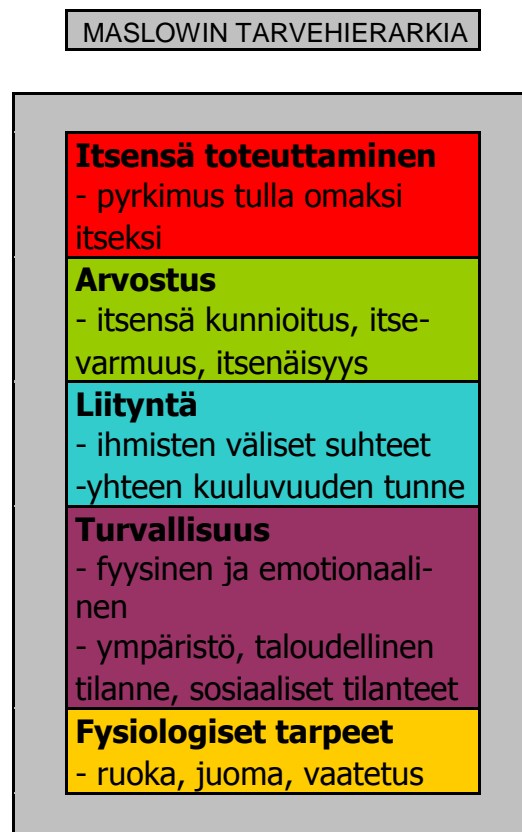 MASLOWIN TARVEHIERARKIA
Itsensä toteuttaminen
- pyrkimus tulla omaksi
itseksi
Arvostus
- itsensä kunnioitus, itse-
varmuus, itsenäisyys
Liityntä
- ihmisten väliset suhteet
-yhteen kuuluvuuden tunne
Turvallisuus
- fyysinen ja emotionaali-
nen
- ympäristö, taloudellinen
tilanne, sosiaaliset tilanteet
Fysiologiset tarpeet
- ruoka, juoma, vaatetus